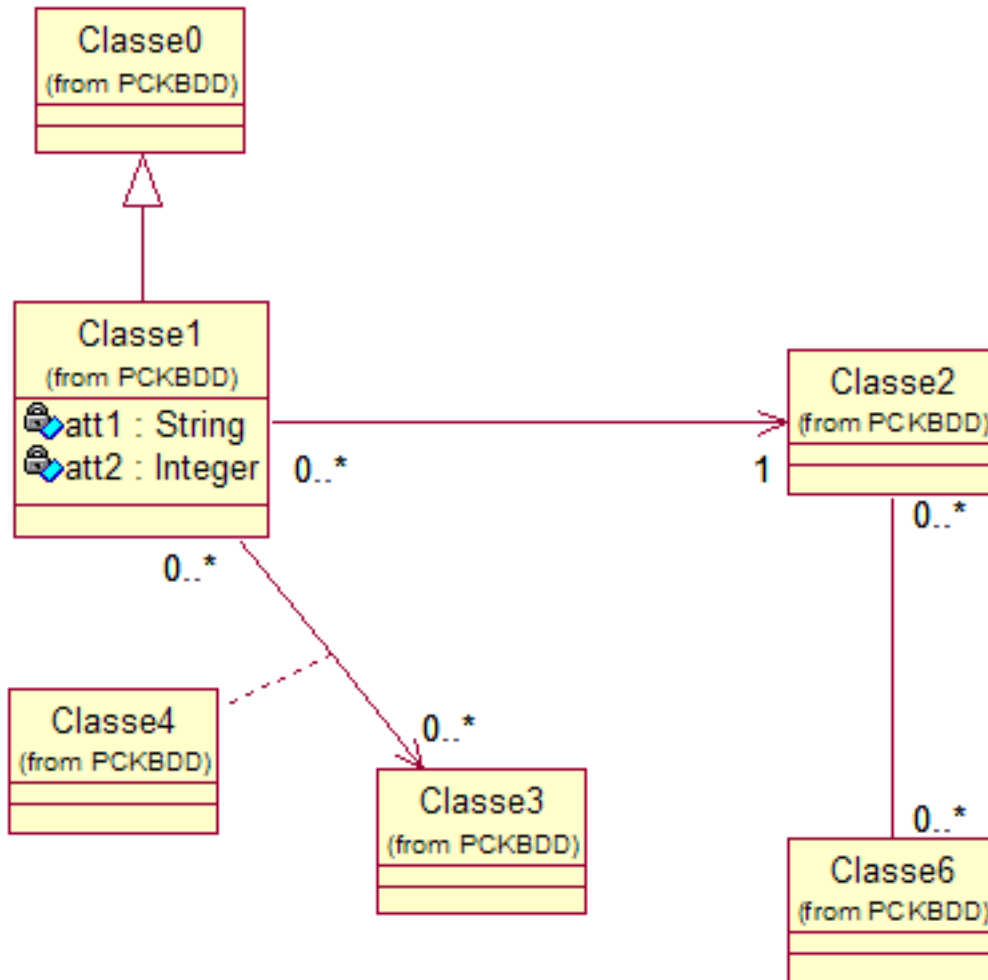 Classe0
(from PCKBDD)
Classe1
(from PCKBDD)
att1 : String
att2 : Integer
0..*
1
Classe2
(from PCKBDD)
0..*
0..*
Classe4
(from PCKBDD)
0..*
Classe3
(from PCKBDD)
0..*
Classe6
(from PCKBDD)